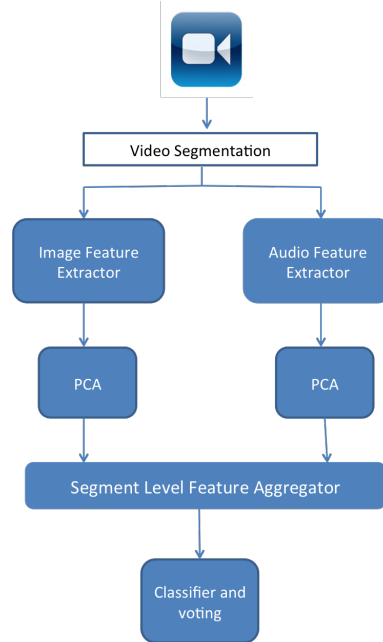 Video Segmentation
Image Feature
Extractor
Audio Feature
Extractor
PCA
PCA
Segment Level Feature Aggregator
Classifier and
voting